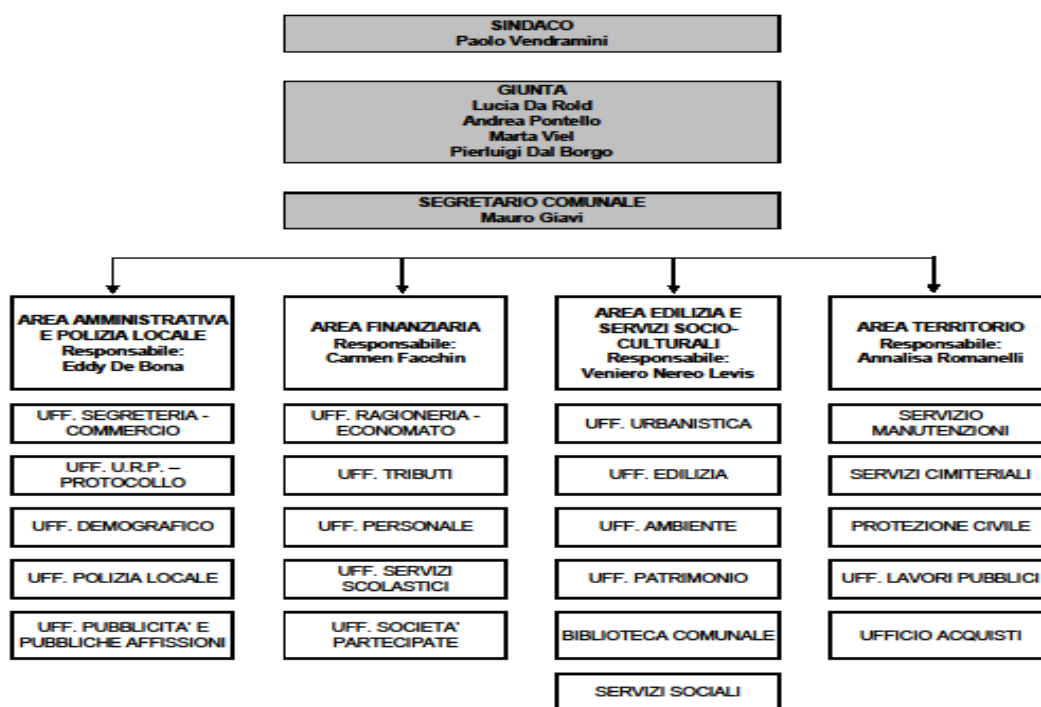 SINDACO
Paolo Vendramini
GIUNTA
Lucia Da Rold
Andrea Pontello
Marta Viel
Pierluigi Dal Borgo
SEGRETARIO COMUNALE
Mauro Giavi
AREA AMMINISTRATIVA
E POLIZIA LOCALE
Responsabile:
Eddy De Bona
UFF. SEGRETERIA -
COMMERCIO
UFF. U.R.P. –
PROTOCOLLO
UFF. DEMOGRAFICO
UFF. POLIZIA LOCALE
UFF. PUBBLICITA' E
PUBBLICHE AFFISSIONI
AREA FINANZIARIA
Responsabile:
Carmen Facchin
UFF. RAGIONERIA -
ECONOMATO
UFF. TRIBUTI
UFF. PERSONALE
UFF. SERVIZI
SCOLASTICI
UFF. SOCIETA'
PARTECIPATE
AREA EDILIZIA E
SERVIZI SOCIO-
CULTURALI
Responsabile:
Veniero Nereo Levis
UFF. URBANISTICA
UFF. EDILIZIA
UFF. AMBIENTE
UFF. PATRIMONIO
BIBLIOTECA COMUNALE
SERVIZI SOCIALI
AREA TERRITORIO
Responsabile:
Annalisa Romanelli
SERVIZIO
MANUTENZIONI
SERVIZI CIMITERIALI
PROTEZIONE CIVILE
UFF. LAVORI PUBBLICI
UFFICIO ACQUISTI